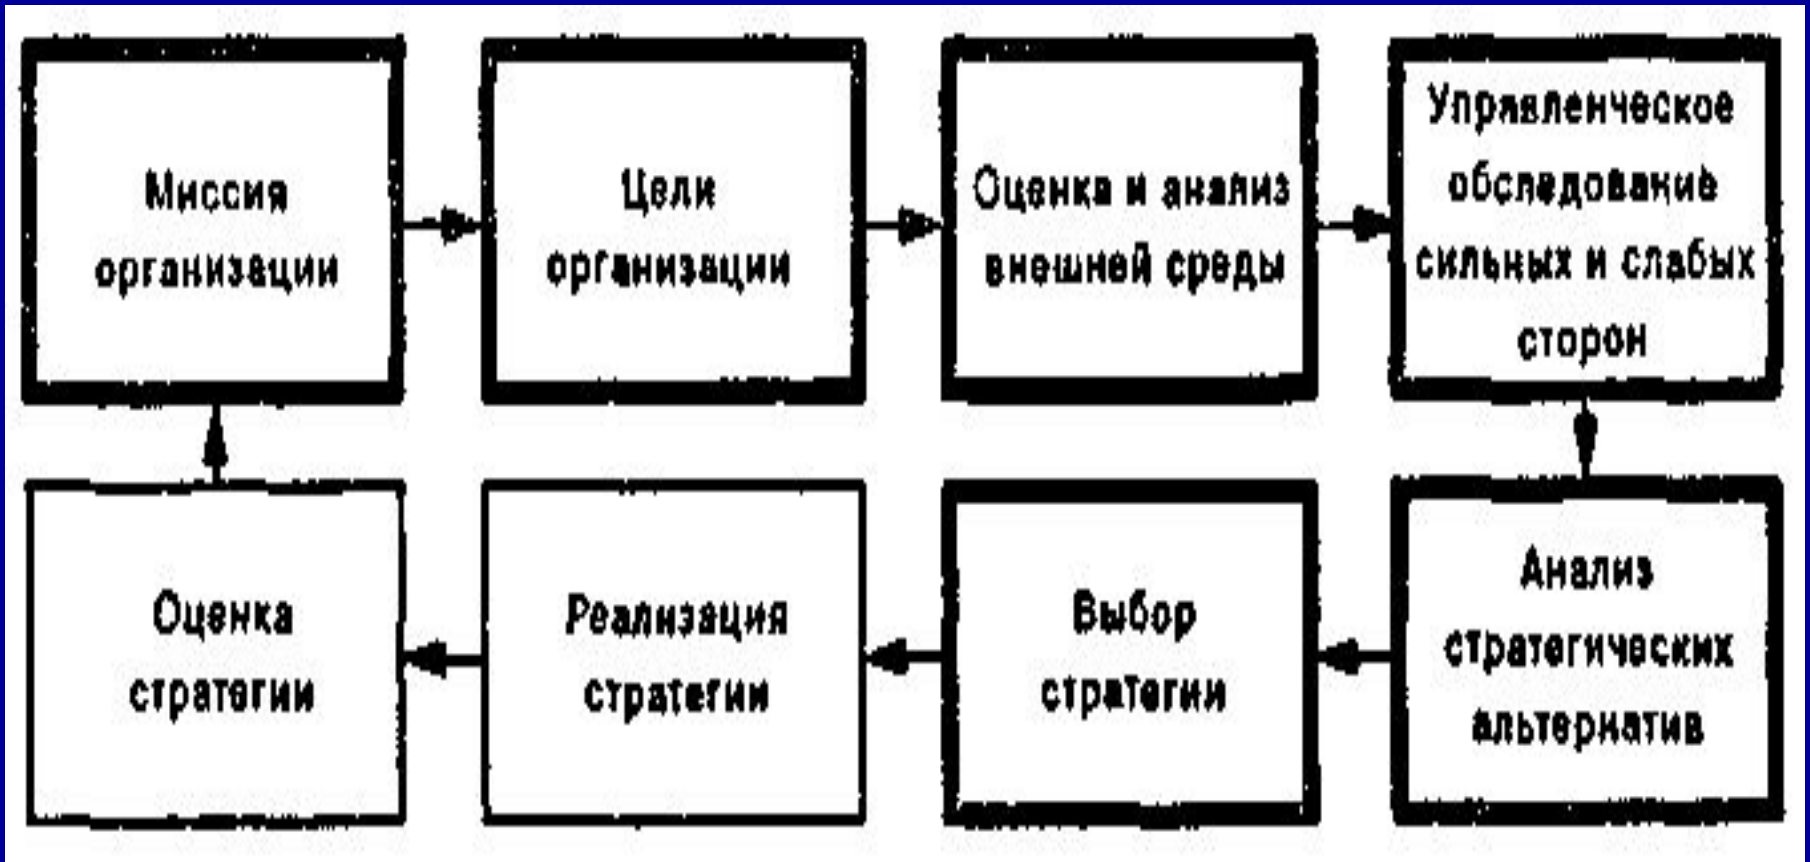 Миссия
организации
Цели
организации
Оценка и анализ
внешней среды
Управленческое
обследование
сильных и слабых
сторон
Анализ
стратегических
альтернатив
Выбор
стратегии
Реализация
стратегии
Оценка
стратегии